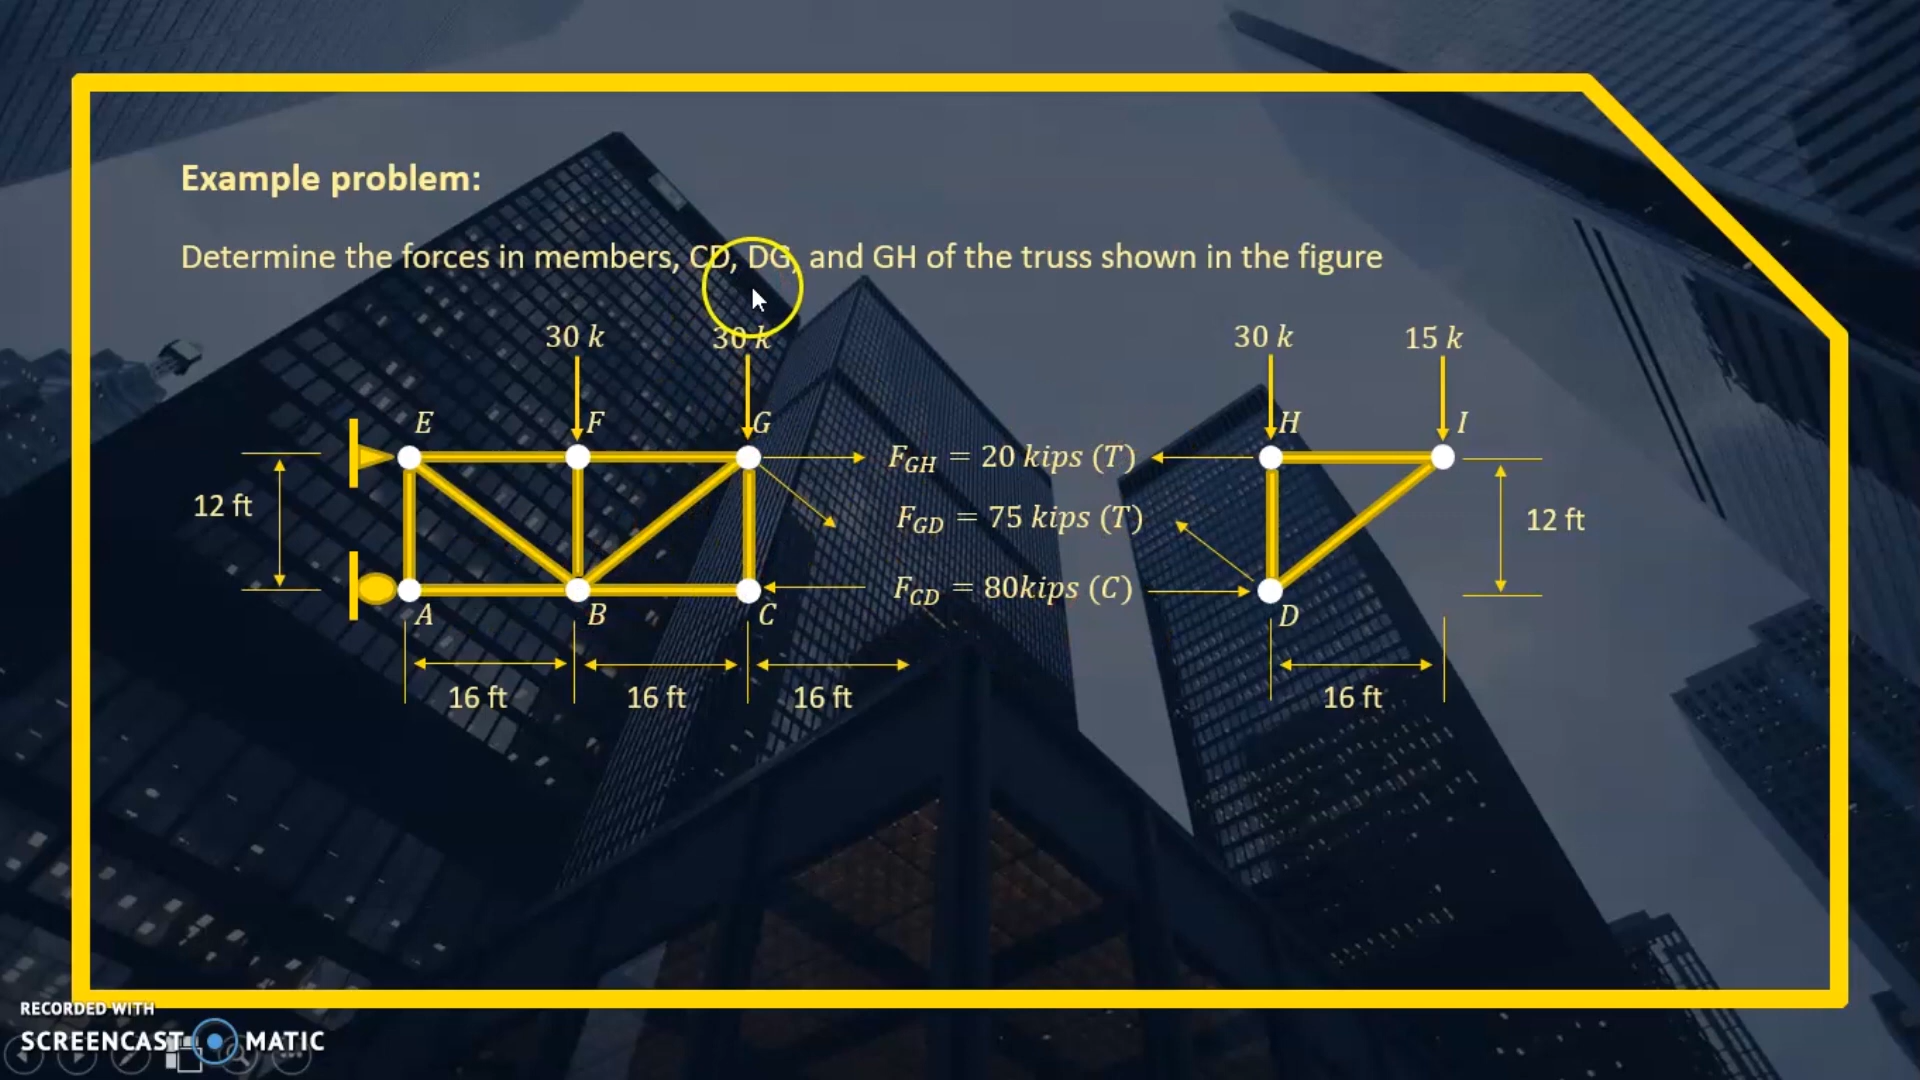 Example problem:
Determine the forces in members, CD, DG, and GH of the truss shown in the figure
30 k 30 k 30 k 15 k
E F G H I
F_GH = 20 kips (T)
12 ft F_GD = 75 kips (T) 12 ft
F_CD = 80kips (C)
A B C D
16 ft 16 ft 16 ft 16 ft
RECORDED WITH
SCREENCAST MATIC